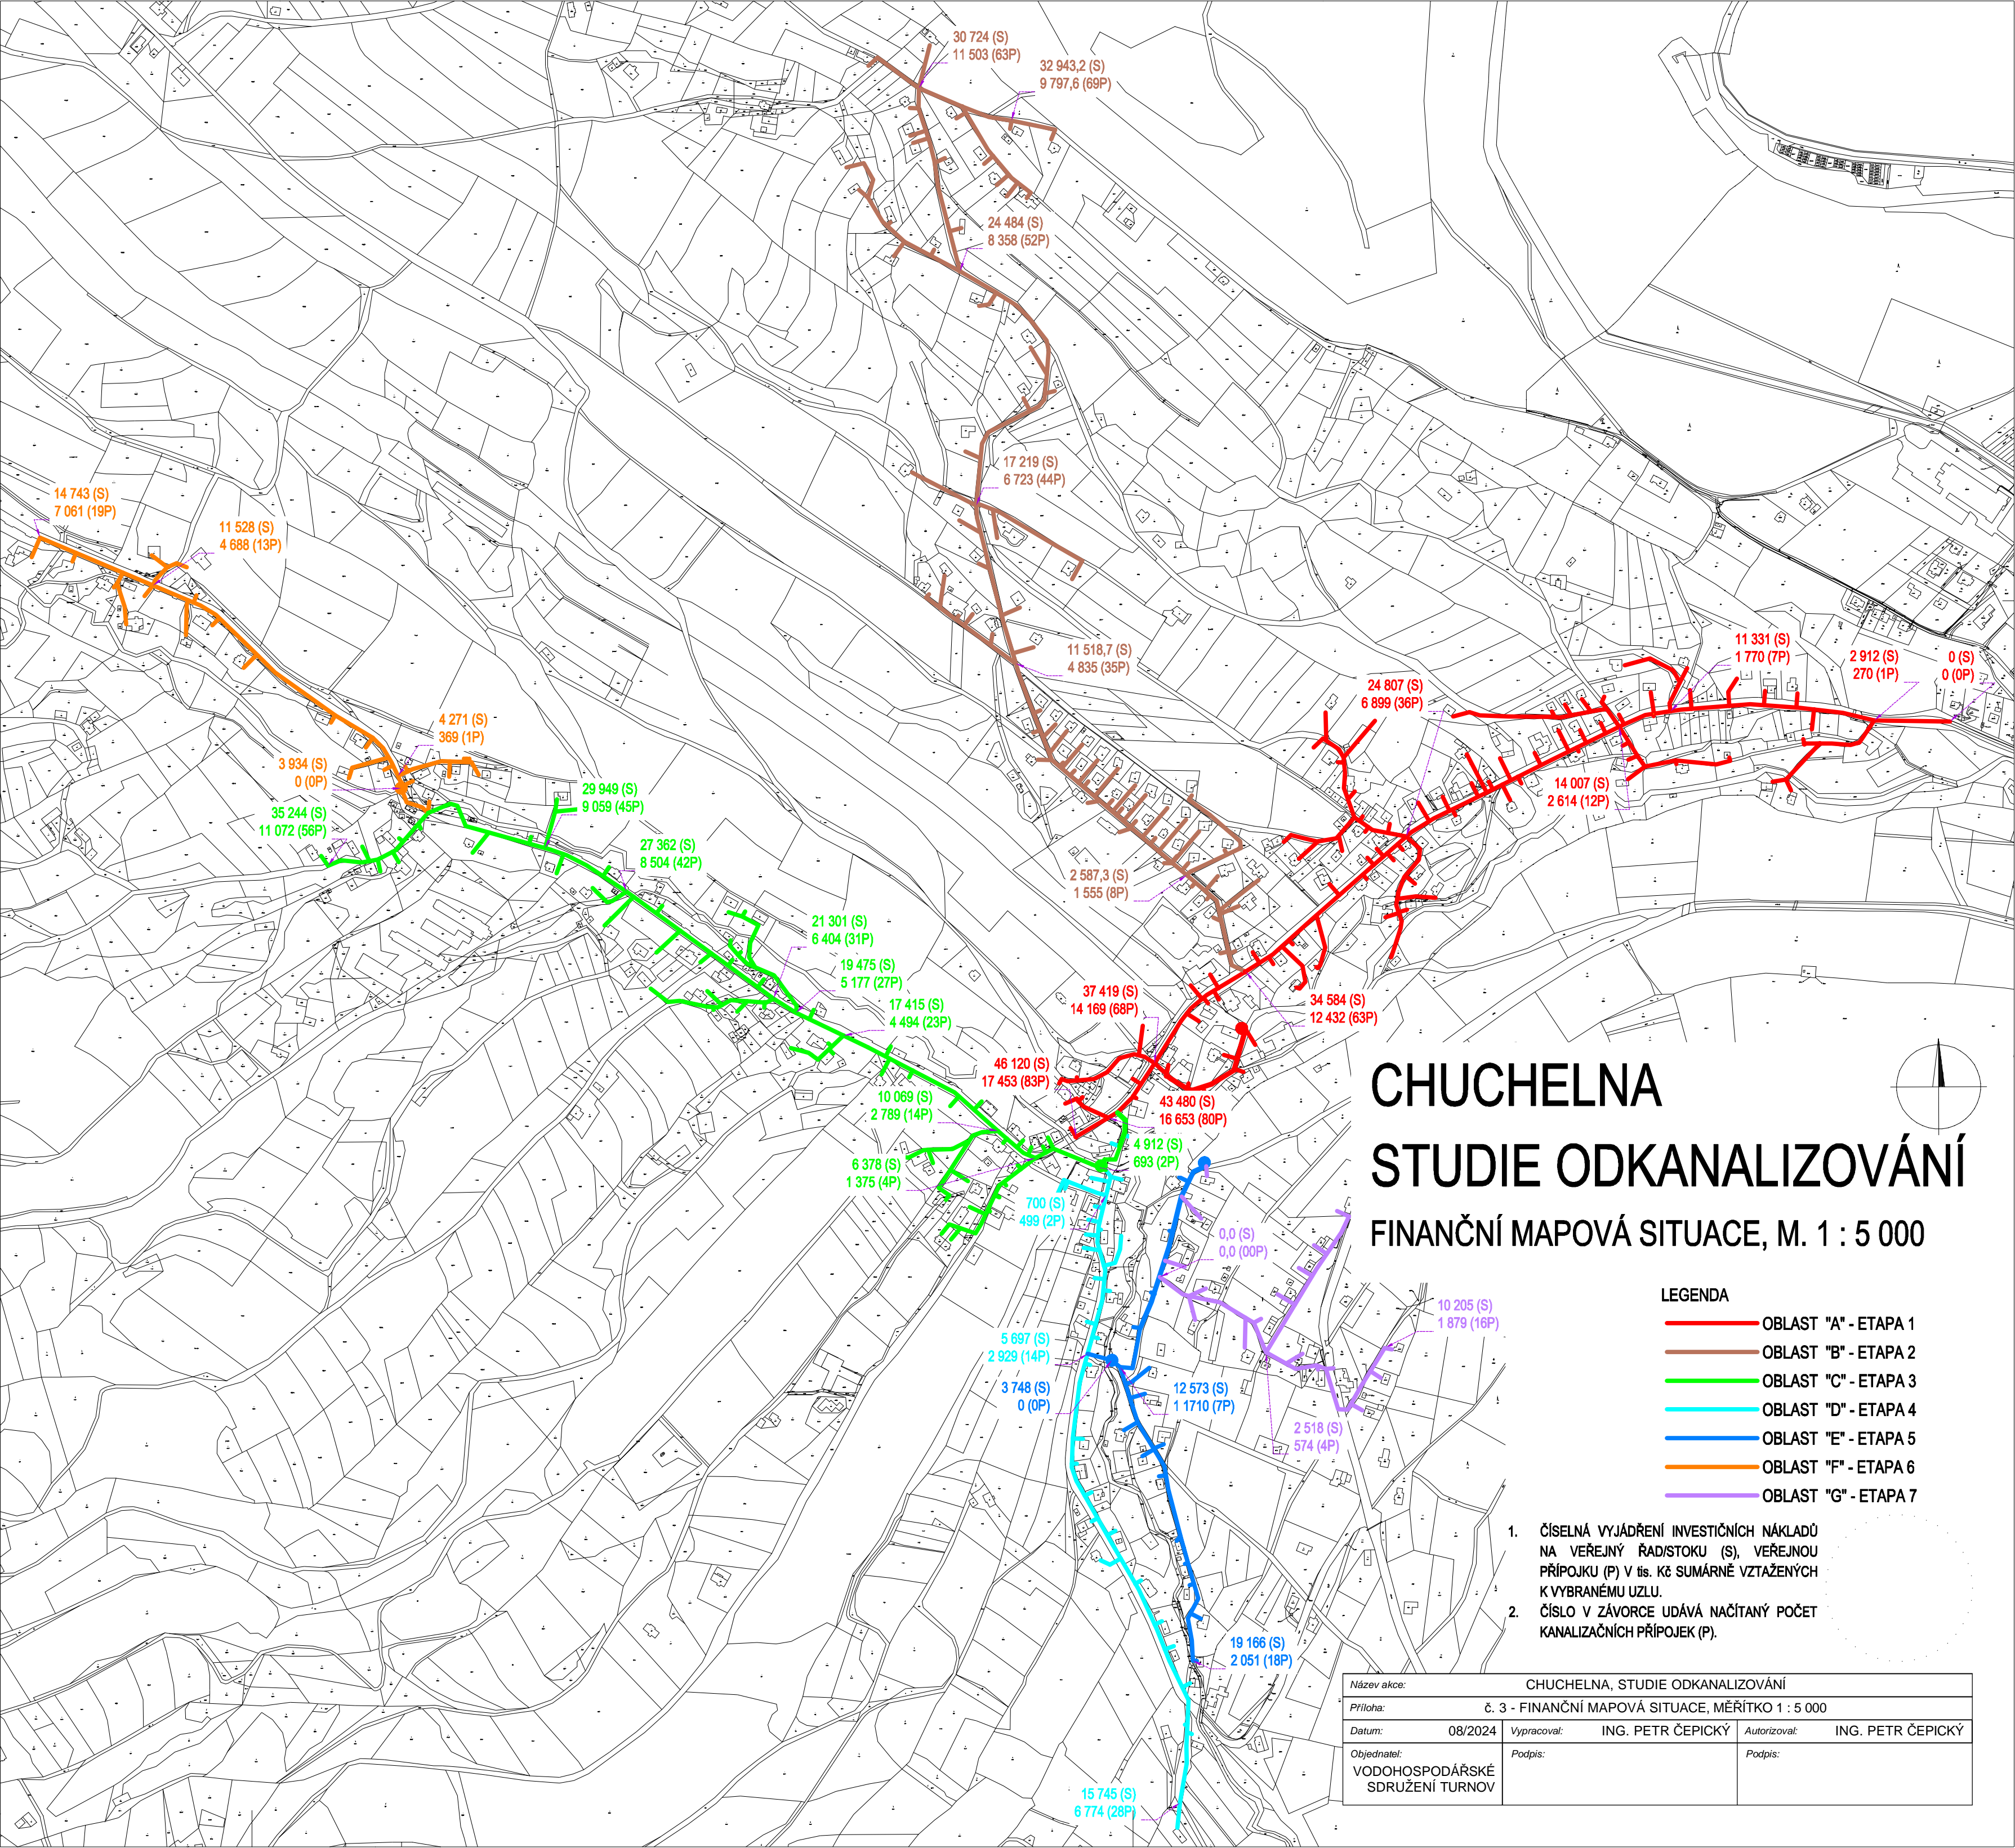 30 724 (S)
11 503 (63P)
32 943,2 (S)
9 797,6 (69P)
24 484 (S)
8 358 (52P)
17 219 (S)
6 723 (44P)
14 743 (S)
7 061 (19P)
11 528 (S)
4 688 (13P)
11 518,7 (S)
4 835 (35P)
11 331 (S)
1 770 (7P)
2 912 (S)
270 (1P)
0 (S)
0 (0P)
24 807 (S)
6 899 (36P)
4 271 (S)
369 (1P)
3 934 (S)
0 (0P)
29 949 (S)
9 059 (45P)
14 007 (S)
2 614 (12P)
35 244 (S)
11 072 (56P)
27 362 (S)
8 504 (42P)
2 587,3 (S)
1 555 (8P)
21 301 (S)
6 404 (31P)
19 475 (S)
5 177 (27P)
17 415 (S)
4 494 (23P)
37 419 (S)
14 169 (68P)
34 584 (S)
12 432 (63P)
46 120 (S)
17 453 (83P)
10 069 (S)
2 789 (14P)
43 480 (S)
16 653 (80P)
4 912 (S)
693 (2P)
6 378 (S)
1 375 (4P)
700 (S)
499 (2P)
0,0 (S)
0,0 (00P)
10 205 (S)
1 879 (16P)
5 697 (S)
2 929 (14P)
3 748 (S)
0 (0P)
12 573 (S)
1 1710 (7P)
2 518 (S)
574 (4P)
19 166 (S)
2 051 (18P)
15 745 (S)
6 774 (28P)
CHUCHELNA
STUDIE ODKANALIZOVÁNÍ
FINANČNÍ MAPOVÁ SITUACE, M. 1 : 5 000
LEGENDA
OBLAST "A" - ETAPA 1
OBLAST "B" - ETAPA 2
OBLAST "C" - ETAPA 3
OBLAST "D" - ETAPA 4
OBLAST "E" - ETAPA 5
OBLAST "F" - ETAPA 6
OBLAST "G" - ETAPA 7
1. ČÍSELNÁ VYJÁDŘENÍ INVESTIČNÍCH NÁKLADŮ
NA VEŘEJNÝ ŘAD/STOKU (S), VEŘEJNOU
PŘÍPOJKU (P) V tis. Kč SUMÁRNĚ VZTAŽENÝCH
K VYBRANÉMU UZLU.
2. ČÍSLO V ZÁVORCE UDÁVÁ NAČÍTANÝ POČET
KANALIZAČNÍCH PŘÍPOJEK (P).
Název akce: CHUCHELNA, STUDIE ODKANALIZOVÁNÍ
Příloha: č. 3 - FINANČNÍ MAPOVÁ SITUACE, MĚŘÍTKO 1 : 5 000
Datum: 08/2024 Vypracoval: ING. PETR ČEPICKÝ Autorizoval: ING. PETR ČEPICKÝ
Objednatel: Podpis: Podpis:
VODOHOSPODÁŘSKÉ
SDRUŽENÍ TURNOV